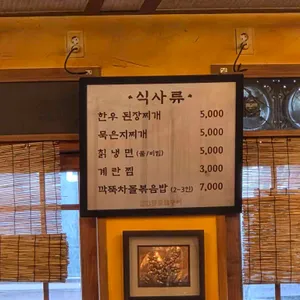 식사류
한우 된장찌개 5,000
묵은지찌개 5,000
칡냉면 (물/비빔) 5,000
계란찜 3,000
깍뚝차돌볶음밥 (2~3인) 7,000